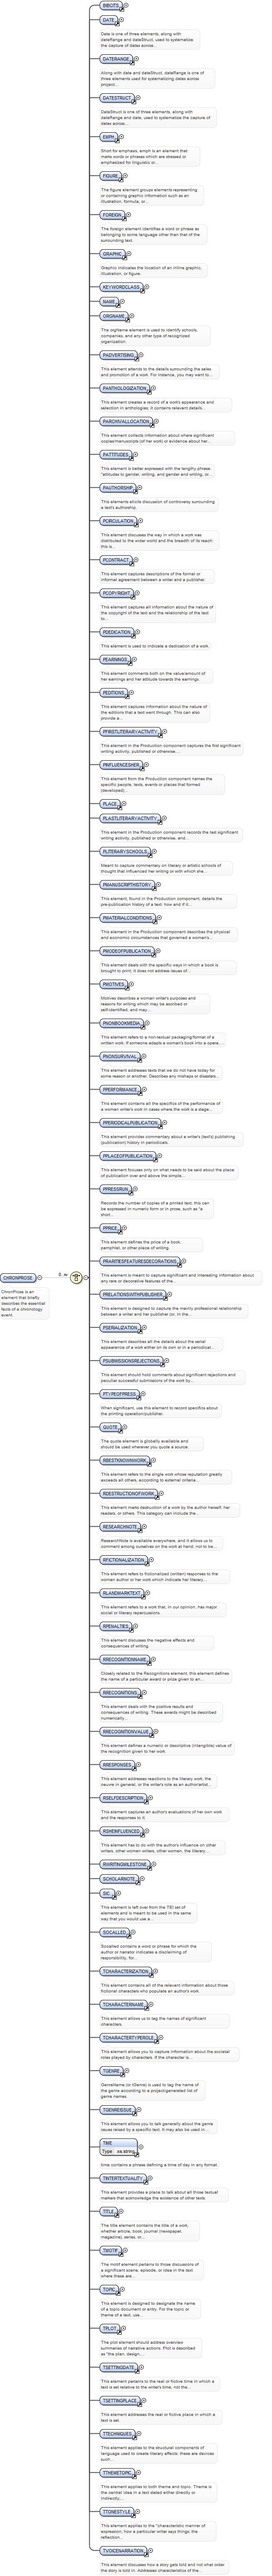 BIBCITS
DATE
Date is one of three elements, along with
dateRange and dateStruct, used to systematize
the capture of dates across...
DATERANGE
Along with date and dateStruct, dateRange is one of
three elements used for systematizing dates across
project...
DATESTRUCT
DateStruct is one of three elements, along with
dateRange and date, used to systematize the capture of
dates across...
EMPH
Short for emphasis, emph is an element that
marks words or phrases which are stressed or
emphasized for linguistic or...
FIGURE
The figure element groups elements representing
or containing graphic information such as an
illustration, formula, or...
FOREIGN
The foreign element identifies a word or phrase as
belonging to some language other than that of the
surrounding text.
GRAPHIC
Graphic indicates the location of an inline graphic,
illustration, or figure.
KEYWORDCLASS
NAME
ORGNAME
The orgName element is used to identify schools,
companies, and any other type of recognized
organization.
PADVERTISING
This element attends to the details surrounding the sales
and promotion of a work. For instance, you may want to...
PANTHOLOGIZATION
This element creates a record of a work's appearance and
selection in anthologies; it contains relevant details...
PARCHIVALLOCATION
This element collects information about where significant
copies/manuscripts (of her work) or evidence about her...
PATTITUDES
This element is better expressed with the lengthy phrase:
"attitudes to gender, writing, and gender and writing, or...
PAUTHORSHIP
This elements elicits discussion of controversy surrounding
a text's authorship.
PCIRCULATION
This element discusses the way in which a work was
distributed to the wider world and the breadth of its reach
this is...
PCONTRACT
This element captures descriptions of the format or
informal agreement between a writer and a publisher.
PCOPYRIGHT
This element captures all information about the nature of
the copyright of the text and the relationship of the text
to...
PDEDICATION
This element is used to indicate a dedication of a work.
PEARNINGS
This element comments both on the value/amount of
her earnings and her attitude towards the earnings.
PEDITIONS
This element captures information about the nature of
the editions that a text went through. This can also
provide a...
PFIRSTLITERARYACTIVITY
This element in the Production component captures the first significant
writing activity, published or otherwise,...
PINFLUENCESHER
This element from the Production component names the
specific people, texts, events or places that formed
(developed)...
PLACE
PLASTLITERARYACTIVITY
This element in the Production component records the last significant
writing activity, published or otherwise, and...
PLITERARYSCHOOLS
Meant to capture commentary on literary or artistic schools of
thought that influenced her writing or with which she...
PMANUSCRIPTHISTORY
This element, found in the Production component, details the
pre-publication history of a text, how and if it...
PMATERIALCONDITIONS
This element in the Production component describes the physical
and economic circumstances that governed a woman's...
PMODEOFPUBLICATION
This element deals with the specific ways in which a book is
brought to print. It does not address issues of...
PMOTIVES
Motives describes a woman writer's purposes and
reasons for writing which may be ascribed or
self-identified, and may...
PNONBOOKMEDIA
This element refers to a non-textual packaging/format of a
written work. If someone adapts a woman's book into a opera,...
PNONSURVIVAL
This element addresses texts that we do not have today for
some reason or another. Describes any mishaps or disasters...
PPERFORMANCE
This element contains all the specifics of the performance of
a woman writer's work in cases where the work is a stage...
PPERIODICALPUBLICATION
This element provides commentary about a writer's (text's) publishing
(publication) history in periodicals.
PPLACEOFPUBLICATION
This element focuses only on what needs to be said about the place
of publication over and above the simple...
PPRESSRUN
Records the number of copies of a printed text; this can
be expressed in numeric form or in prose, such as "a
short...
PPRICE
This element defines the price of a book,
pamphlet, or other piece of writing.
PRARITIESFEATURESDECORATIONS
This element is meant to capture significant and interesting information about
any rare or decorative features of the...
PRELATIONSWITHPUBLISHER
This element is designed to capture the mainly professional relationship
between a writer and her publisher (or, in the...
PSERIALIZATION
This element describes all the details about the serial
appearance of a work either on its own or in a periodical...
CHRONPROSE
0..∞
ChronProse is an
element that briefly
describes the essential
facts of a chronology
event.
PSUBMISSIONSREJECTIONS
This element should hold comments about significant rejections and
peculiar successful submissions of the work by...
PTYPEOFPRESS
When significant, use this element to record specifics about
the printing operation/publisher.
QUOTE
The quote element is globally available and
should be used wherever you quote a source.
RBESTKNOWNWORK
This element refers to the single work whose reputation greatly
exceeds all others, according to external criteria...
RDESTRUCTIONOFWORK
This element marks destruction of a work by the author herself, her
readers, or others. This category can include the...
RESEARCHNOTE
ResearchNote is available everywhere, and it allows us to
comment among ourselves on the work at hand, not to be...
RFICTIONALIZATION
This element refers to fictionalized (written) responses to the
woman author or her work which indicate her literary...
RLANDMARKTEXT
This element refers to a work that, in our opinion, has major
social or literary repercussions.
RPENALTIES
This element discusses the negative effects and
consequences of writing.
RRECOGNITIONNAME
Closely related to the Recognitions element, this element defines
the name of a particular award or prize given to an...
RRECOGNITIONS
This element deals with the positive results and
consequences of writing. These awards might be described
numerically...
RRECOGNITIONVALUE
This element defines a numeric or descriptive (intangible) value of
the recognition given to her work.
RRESPONSES
This element addresses reactions to the literary work, the
oeuvre in general, or the writer's role as an author/artist...
RSELFDESCRIPTION
This element captures an author's evaluations of her own work
and the responses to it.
RSHEINFLUENCED
This element has to do with the author's influence on other
writers, other women writers, other women, the literary...
RWRITINGMILESTONE
SCHOLARNOTE
SIC
This element is left over from the TEI set of
elements and is meant to be used in the same
way that you would use a...
SOCALLED
Socalled contains a word or phrase for which the
author or narrator indicates a disclaiming of
responsibility, for...
TCHARACTERIZATION
This element contains all of the relevant information about those
fictional characters who populate an author's work.
TCHARACTERNAME
This element allows us to tag the names of significant
characters.
TCHARACTERTYPEROLE
This element allows you to capture information about the societal
roles played by characters. If the character is...
TGENRE
GenreName (or tGenre) is used to tag the name of
the genre according to a project-generated list of
genre names.
TGENREISSUE
This element allows you to talk generally about the genre
issues raised by a specific text. It may also be used in...
TIME
Type xs:string
time contains a phrase defining a time of day in any format.
TINTERTEXTUALITY
This element provides a place to talk about all those textual
markers that acknowledge the existence of other texts.
TITLE
The title element contains the title of a work,
whether article, book, journal (newspaper,
magazine), series, or...
TMOTIF
The motif element pertains to those discussions of
a significant scene, episode, or idea in the text
where these are...
TOPIC
This element is designed to designate the name
of a topic document or entry. For the topic or
theme of a text, use...
TPLOT
The plot element should address overview
summaries of narrative actions. Plot is described
as "the plan, design,...
TSETTINGDATE
This element pertains to the real or fictive time in which a
text is set relative to the writer's time, not the...
TSETTINGPLACE
This element addresses the real or fictive place in which a
text is set.
TTECHNIQUES
This element applies to the structural components of
language used to create literary effects: these are devices
such...
TTHEMETOPIC
This element applies to both theme and topic. Theme is
the central idea in a text stated either directly or
indirectly,...
TTONESTYLE
This element applies to the "characteristic manner of
expression: how a particular writer says things, the
reflection...
TVOICENARRATION
This element discusses how a story gets told and not what order
the story is told in. Addresses characteristics of the...